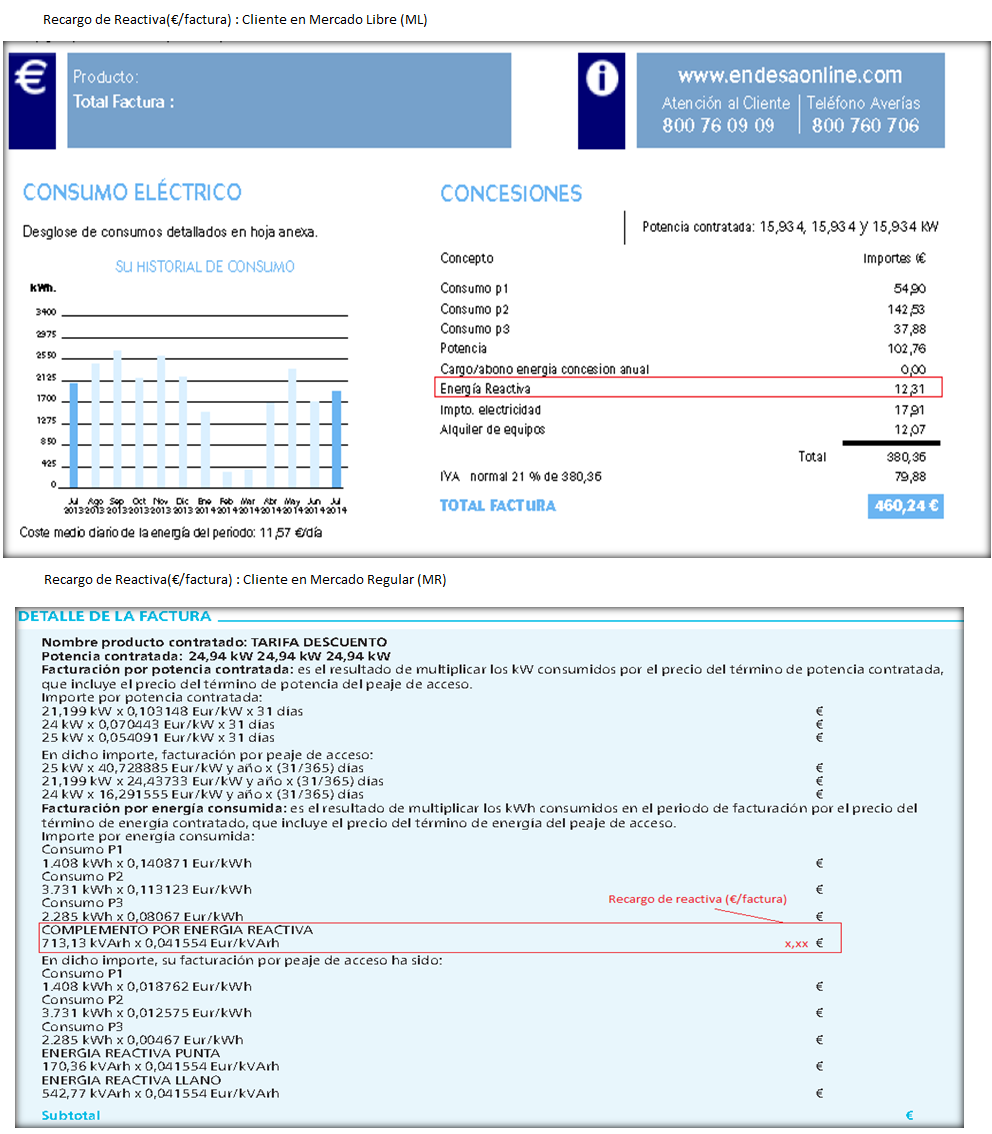 Recargo de Reactiva(€/factura) : Cliente en Mercado Libre (ML)
€
Producto:
Total Factura :
i
www.endesaonline.com
Atención al Cliente | Teléfono Averías
800 76 09 09 | 800 760 706
CONSUMO ELÉCTRICO
Desglose de consumos detallados en hoja anexa.
SU HISTORIAL DE CONSUMO
kWh.
3400
2975
2550
2125
1700
1275
850
425
0
Jul Ago Sep Oct Nov Dic Ene Feb Mar Abr May Jun Jul
2013 2013 2013 2013 2013 2013 2014 2014 2014 2014 2014 2014 2014
Coste medio diario de la energía del periodo: 11,57 €/día
CONCESIONES
Potencia contratada: 15,934, 15,934 y 15,934 kW
Concepto Importes (€
Consumo p1 54,90
Consumo p2 142,53
Consumo p3 37,88
Potencia 102,76
Cargo/abono energia concesion anual 0,00
Energía Reactiva 12,31
Impto. electricidad 17,91
Alquiler de equipos 12,07
Total 380,36
IVA normal 21 % de 380,36 79,88
TOTAL FACTURA 460,24 €
Recargo de Reactiva(€/factura) : Cliente en Mercado Regular (MR)
DETALLE DE LA FACTURA
Nombre producto contratado: TARIFA DESCUENTO
Potencia contratada: 24,94 kW 24,94 kW 24,94 kW
Facturación por potencia contratada: es el resultado de multiplicar los kW consumidos por el precio del término de potencia contratada,
que incluye el precio del término de potencia del peaje de acceso.
Importe por potencia contratada:
21,199 kW x 0,103148 Eur/kW x 31 días €
24 kW x 0,070443 Eur/kW x 31 días €
25 kW x 0,054091 Eur/kW x 31 días €
En dicho importe, facturación por peaje de acceso:
25 kW x 40,728885 Eur/kW y año x (31/365) días €
21,199 kW x 24,43733 Eur/kW y año x (31/365) días €
24 kW x 16,291555 Eur/kW y año x (31/365) días €
Facturación por energía consumida: es el resultado de multiplicar los kWh consumidos en el periodo de facturación por el precio del
término de energía contratado, que incluye el precio del término de energía del peaje de acceso.
Importe por energía consumida:
Consumo P1
1.408 kWh x 0,140871 Eur/kWh €
Consumo P2
3.731 kWh x 0,113123 Eur/kWh €
Consumo P3
Recargo de reactiva (€/factura)
2.285 kWh x 0,08067 Eur/kWh €
COMPLEMENTO POR ENERGIA REACTIVA
713,13 kVArh x 0,041554 Eur/kVArh x,xx €
En dicho importe, su facturación por peaje de acceso ha sido:
Consumo P1
1.408 kWh x 0,018762 Eur/kWh €
Consumo P2
3.731 kWh x 0,012575 Eur/kWh €
Consumo P3
2.285 kWh x 0,00467 Eur/kWh €
ENERGIA REACTIVA PUNTA
170,36 kVArh x 0,041554 Eur/kVArh €
ENERGIA REACTIVA LLANO
542,77 kVArh x 0,041554 Eur/kVArh €
Subtotal €